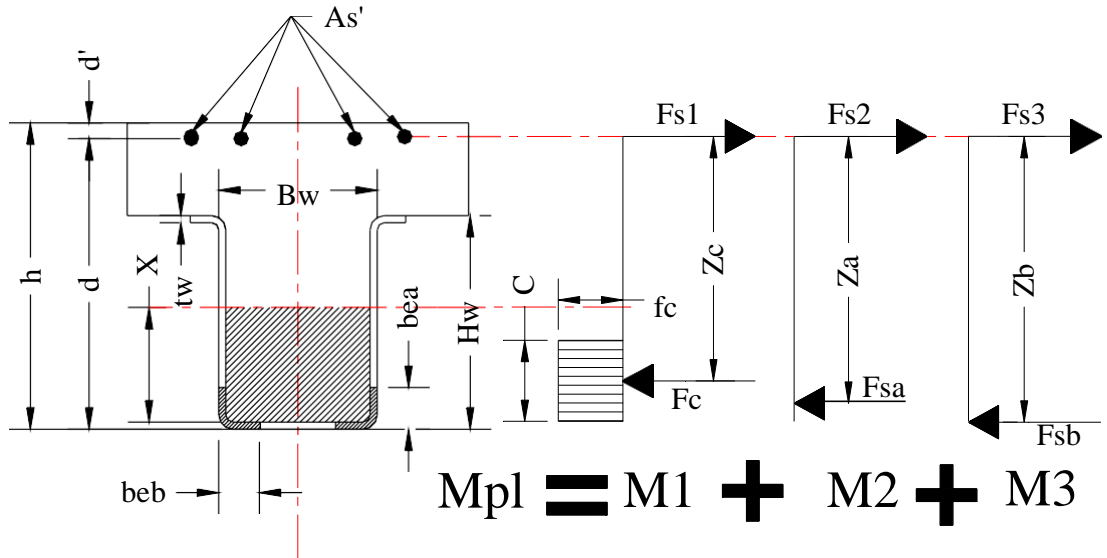 As'
d'
Fs1
Fs2
Fs3
Bw
h
d
X
tw
bea
Hw
C
fc
Zc
Za
Zb
Fc
Fsa
Fsb
beb
Mpl = M1 + M2 + M3